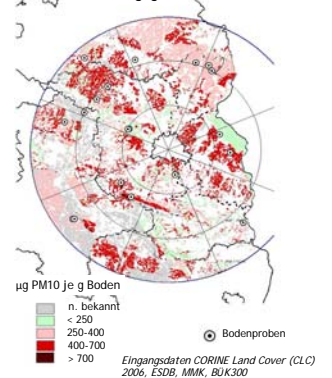 µg PM10 je g Boden
n. bekannt
< 250
250-400
400-700
> 700
Bodenproben
Eingangsdaten CORINE Land Cover (CLC)
2006, ESDB, MMK, BÜK300